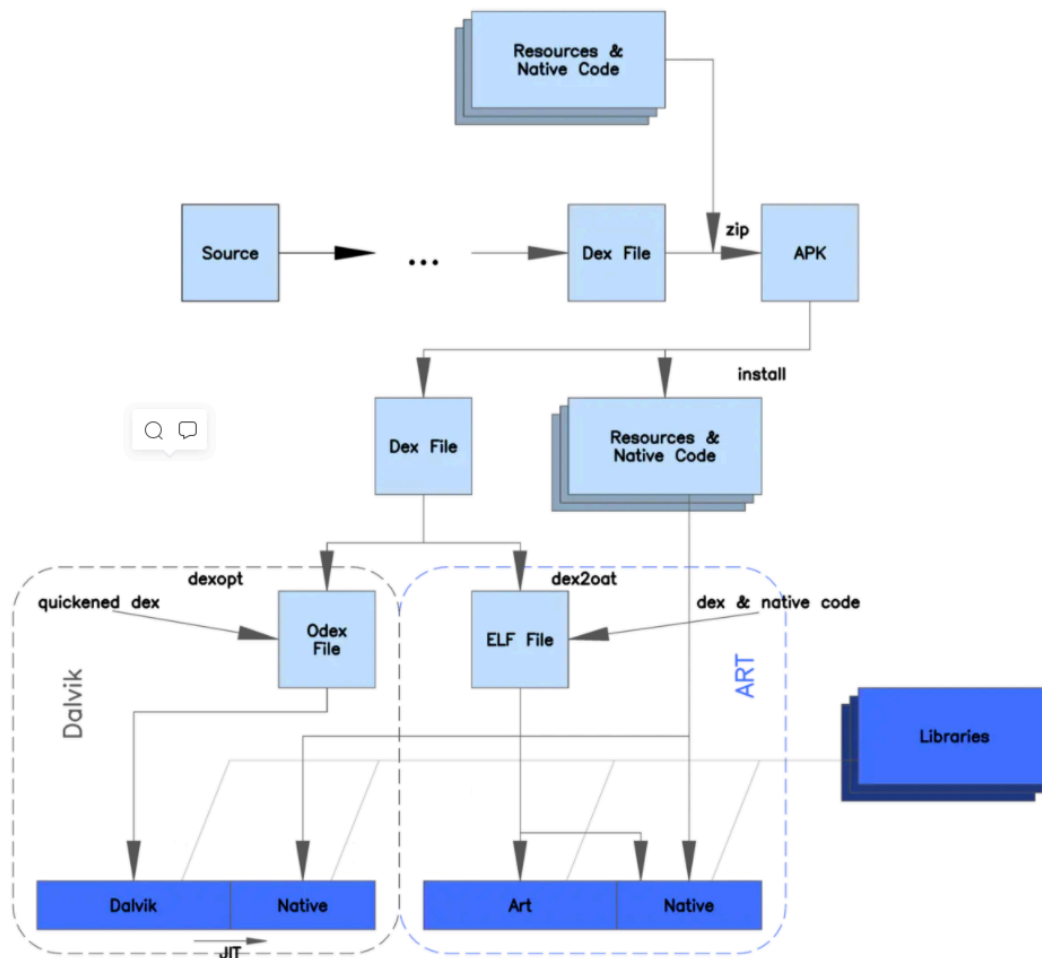 Resources &
Native Code
Source
...
Dex File
zip
APK
install
Dex File
Resources &
Native Code
dexopt
dex2oat
quickened dex
dex & native code
Odex
File
ELF File
Dalvik
ART
Libraries
Dalvik
Native
Art
Native
JIT